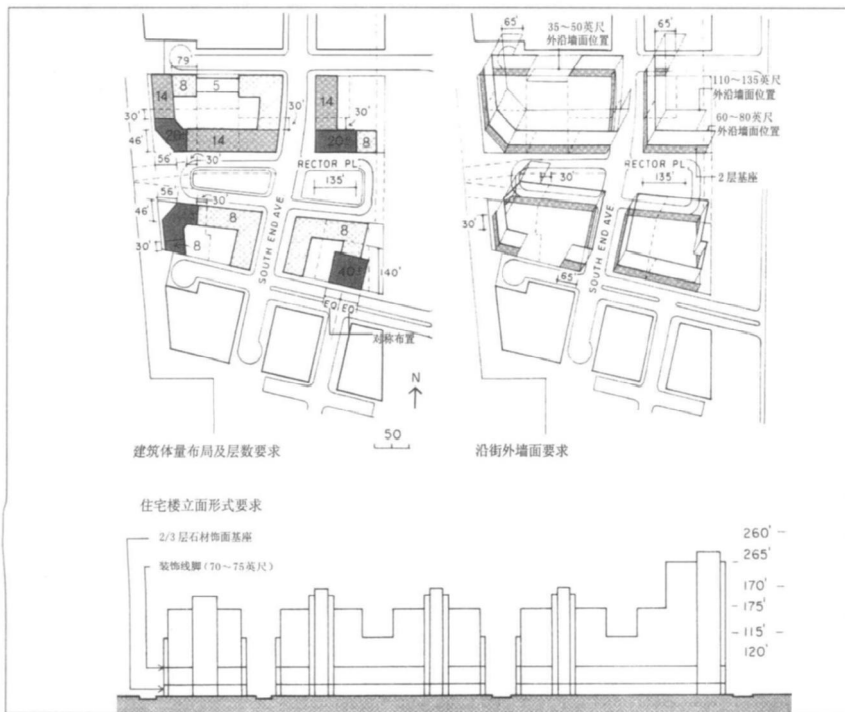 79'
8
5
14
30'
30'
46'
20
14
56'
5'
30'
14
30'
20
8
RECTOR PL
135'
56'
30'
46'
8
30'
8
SOUTH END AVE
8
40
140'
EQ EQ
对称布置
N
50
建筑体量布局及层数要求
65'
35～50英尺
外沿墙面位置
65'
110～135英尺
外沿墙面位置
60～80英尺
外沿墙面位置
RECTOR PL
2层基座
30'
135'
30'
SOUTH END AVE
65'
沿街外墙面要求
住宅楼立面形式要求
2/3层石材饰面基座
装饰线脚(70～75英尺)
260'
265'
170'
175'
115'
120'